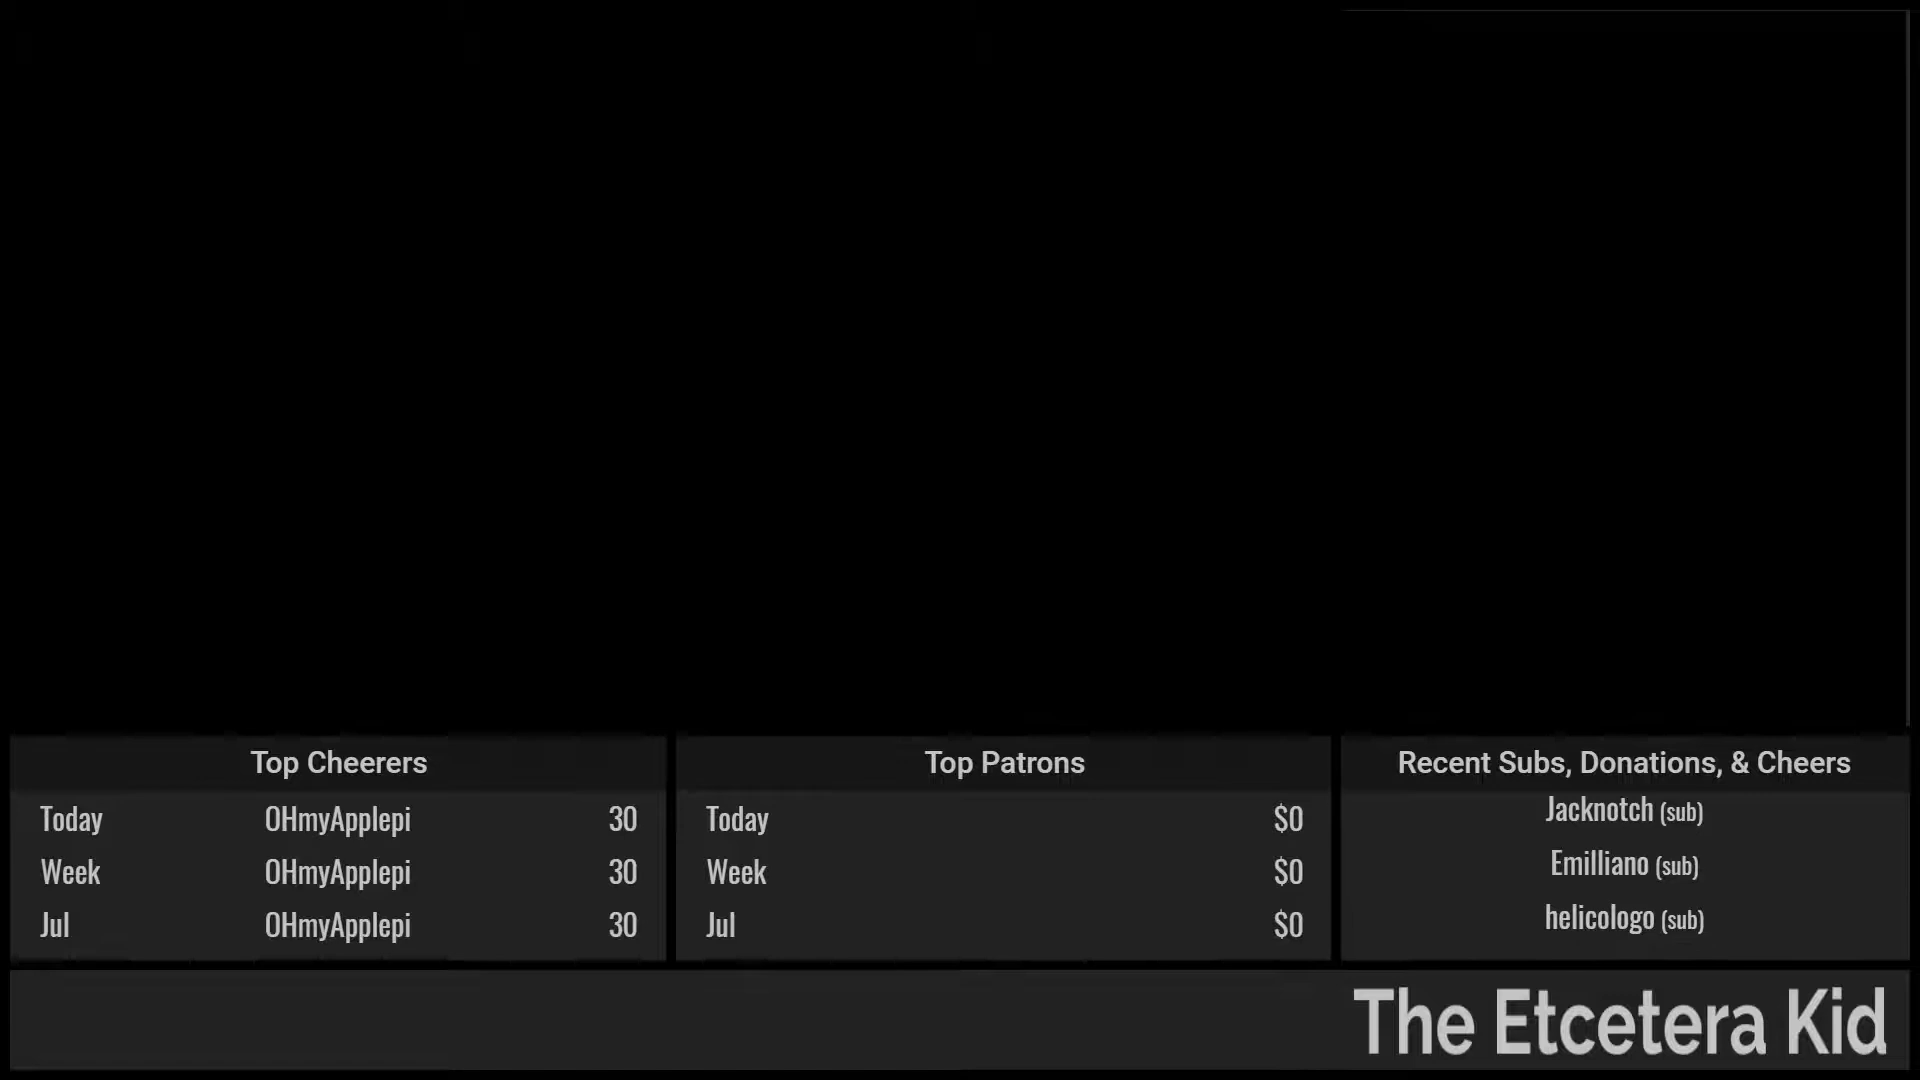 Top Cheerers
Today OHmyApplepi 30
Week OHmyApplepi 30
Jul OHmyApplepi 30
Top Patrons
Today $0
Week $0
Jul $0
Recent Subs, Donations, & Cheers
Jacknotch (sub)
Emilliano (sub)
helicologo (sub)
The Etcetera Kid